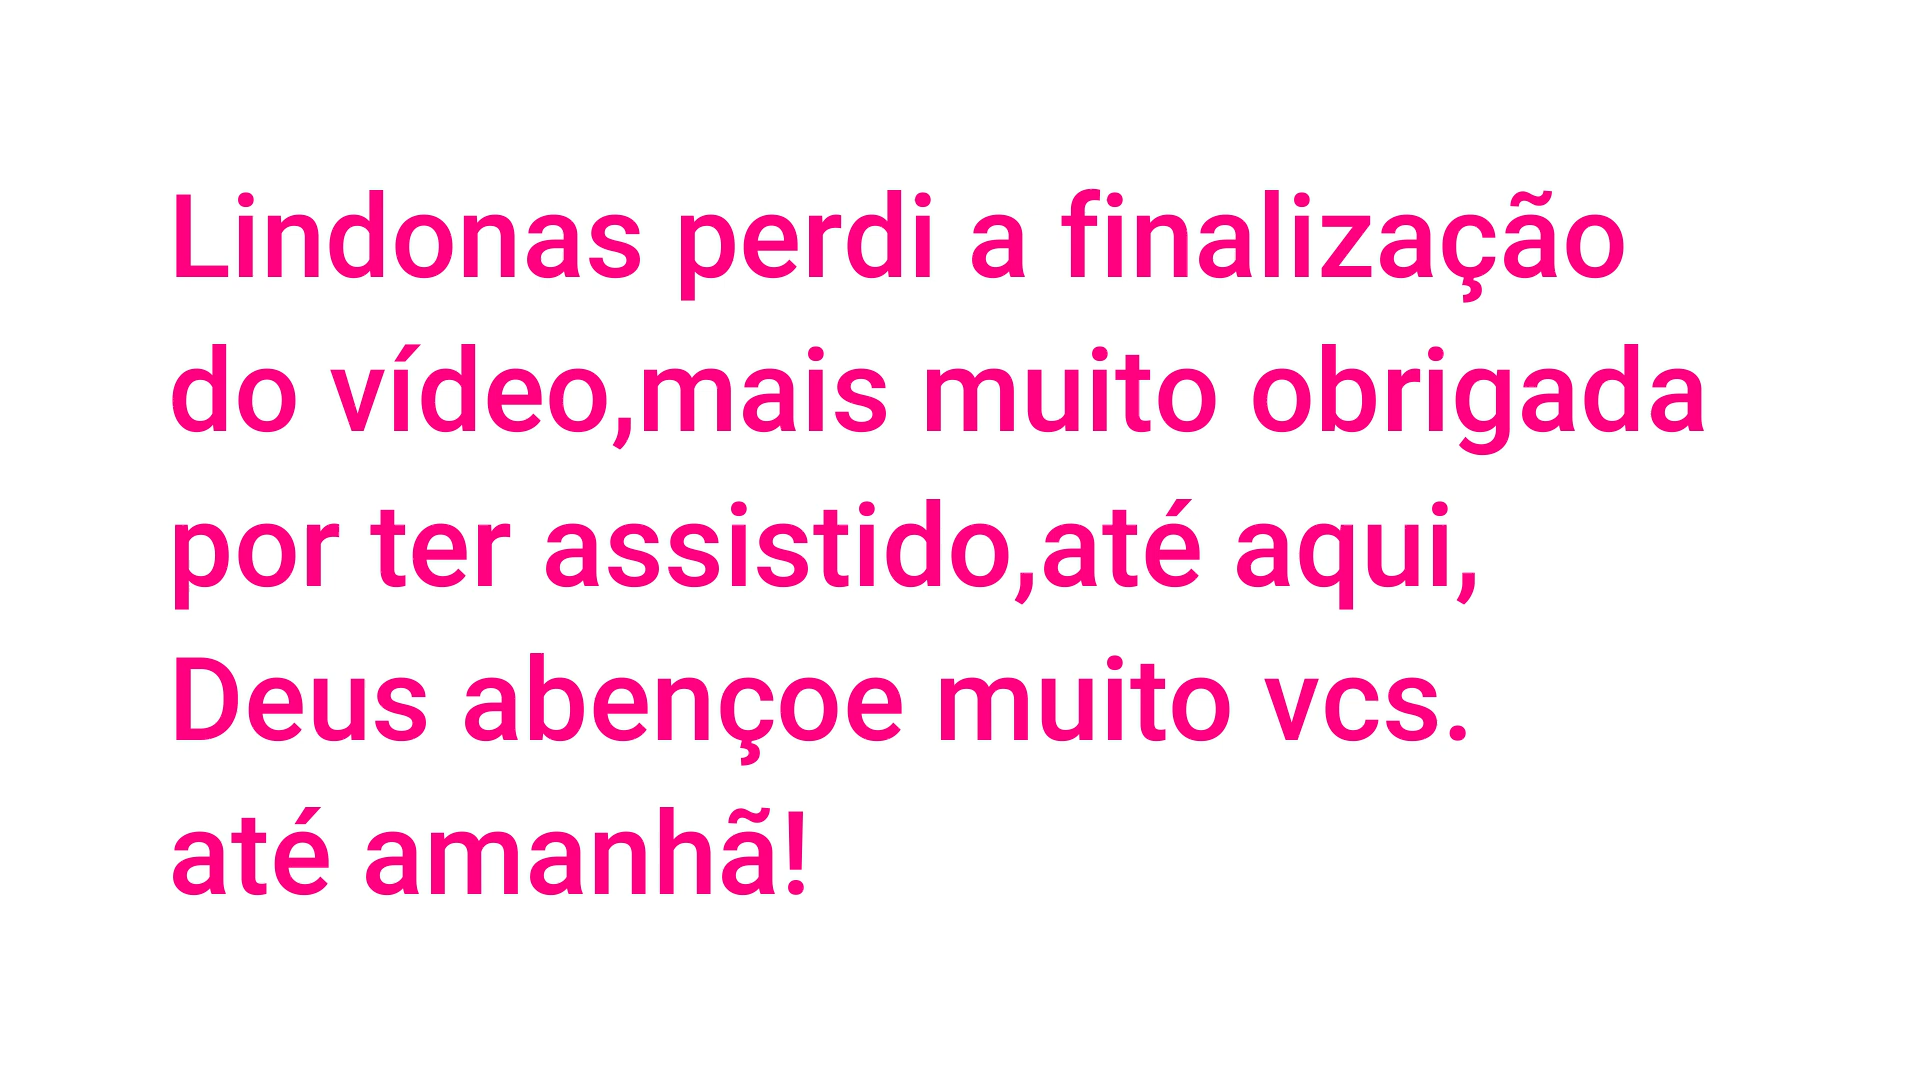 Lindonas perdi a finalização
do vídeo,mais muito obrigada
por ter assistido,até aqui,
Deus abençoe muito vcs.
até amanhã!